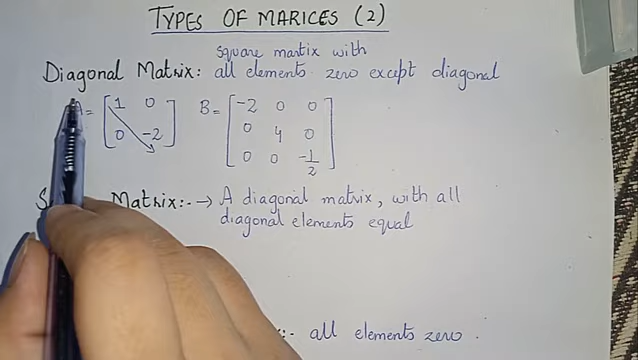 TYPES OF MARICES (2)
square martix with
Diagonal Matrix: all elements zero except diagonal
= [ 1 0 ] B = [ -2 0 0 ]
[ 0 -2 ] [ 0 4 0 ]
[ 0 0 -1/2 ]
S Matrix:- → A diagonal matrix, with all
diagonal elements equal
:- all elements zero.